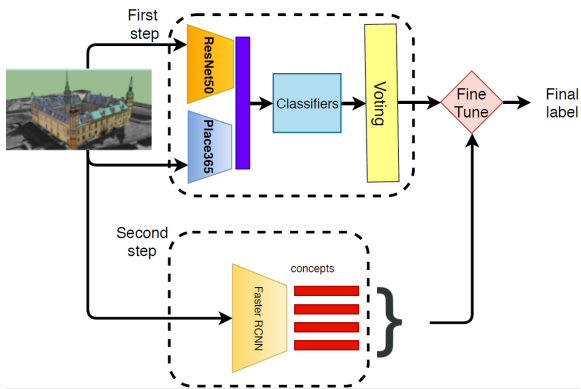 First
step
ResNet50
Place365
Classifiers
Voting
Fine
Tune
Final
label
Second
step
Faster RCNN
concepts